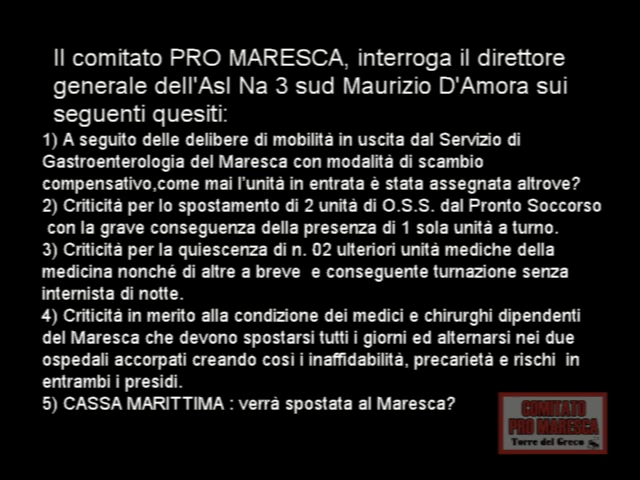 Il comitato PRO MARESCA, interroga il direttore
generale dell'Asl Na 3 sud Maurizio D'Amora sui
seguenti quesiti:
1) A seguito delle delibere di mobilità in uscita dal Servizio di
Gastroenterologia del Maresca con modalità di scambio
compensativo,come mai l'unità in entrata è stata assegnata altrove?
2) Criticità per lo spostamento di 2 unità di O.S.S. dal Pronto Soccorso
con la grave conseguenza della presenza di 1 sola unità a turno.
3) Criticità per la quiescenza di n. 02 ulteriori unità mediche della
medicina nonché di altre a breve e conseguente turnazione senza
internista di notte.
4) Criticità in merito alla condizione dei medici e chirurghi dipendenti
del Maresca che devono spostarsi tutti i giorni ed alternarsi nei due
ospedali accorpati creando così i inaffidabilità, precarietà e rischi in
entrambi i presidi.
5) CASSA MARITTIMA : verrà spostata al Maresca?
COMITATO
PRO MARESCA
Torre del Greco